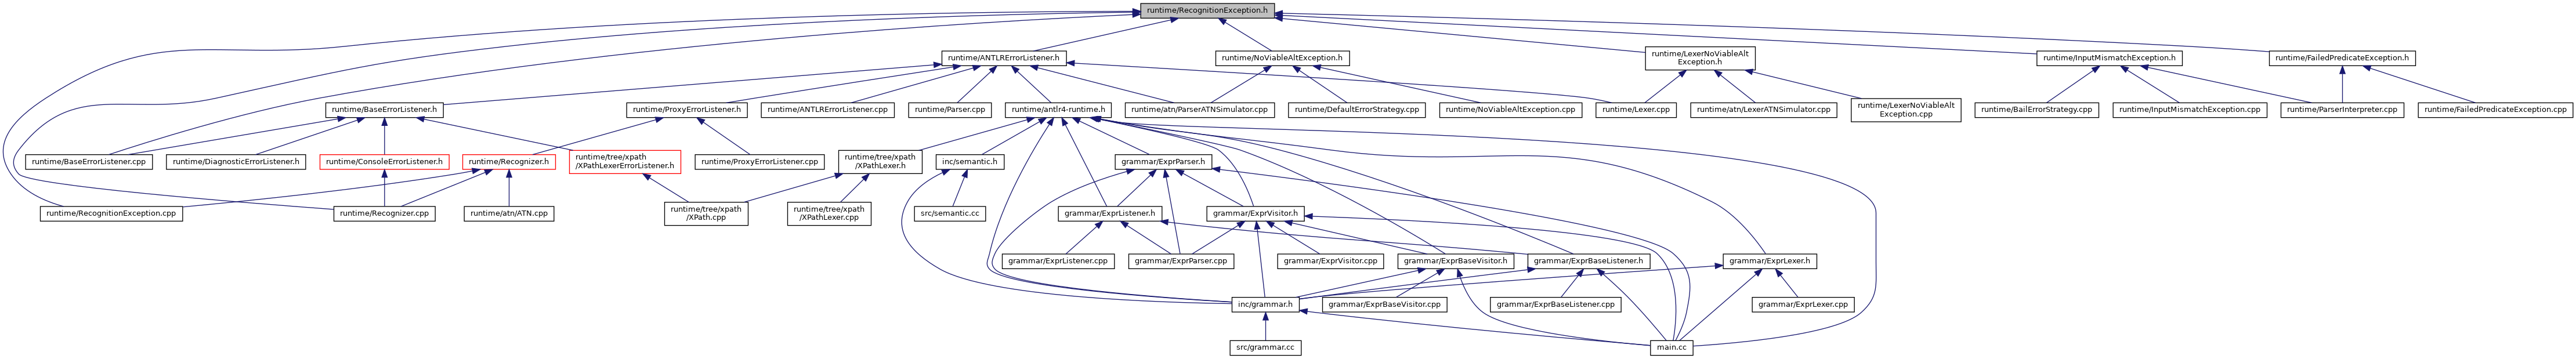 runtime/RecognitionException.h
runtime/ANTLRErrorListener.h
runtime/NoViableAltException.h
runtime/LexerNoViableAlt
Exception.h
runtime/InputMismatchException.h
runtime/FailedPredicateException.h
runtime/BaseErrorListener.h
runtime/ProxyErrorListener.h
runtime/ANTLRErrorListener.cpp
runtime/Parser.cpp
runtime/antlr4-runtime.h
runtime/atn/ParserATNSimulator.cpp
runtime/DefaultErrorStrategy.cpp
runtime/NoViableAltException.cpp
runtime/Lexer.cpp
runtime/atn/LexerATNSimulator.cpp
runtime/LexerNoViableAlt
Exception.cpp
runtime/BailErrorStrategy.cpp
runtime/InputMismatchException.cpp
runtime/ParserInterpreter.cpp
runtime/FailedPredicateException.cpp
runtime/BaseErrorListener.cpp
runtime/DiagnosticErrorListener.h
runtime/ConsoleErrorListener.h
runtime/Recognizer.h
runtime/tree/xpath
/XPathLexerErrorListener.h
runtime/ProxyErrorListener.cpp
runtime/tree/xpath
/XPathLexer.h
inc/semantic.h
grammar/ExprParser.h
runtime/RecognitionException.cpp
runtime/Recognizer.cpp
runtime/atn/ATN.cpp
runtime/tree/xpath
/XPath.cpp
runtime/tree/xpath
/XPathLexer.cpp
src/semantic.cc
grammar/ExprListener.h
grammar/ExprVisitor.h
grammar/ExprListener.cpp
grammar/ExprParser.cpp
grammar/ExprVisitor.cpp
grammar/ExprBaseVisitor.h
grammar/ExprBaseListener.h
grammar/ExprLexer.h
inc/grammar.h
grammar/ExprBaseVisitor.cpp
grammar/ExprBaseListener.cpp
grammar/ExprLexer.cpp
src/grammar.cc
main.cc